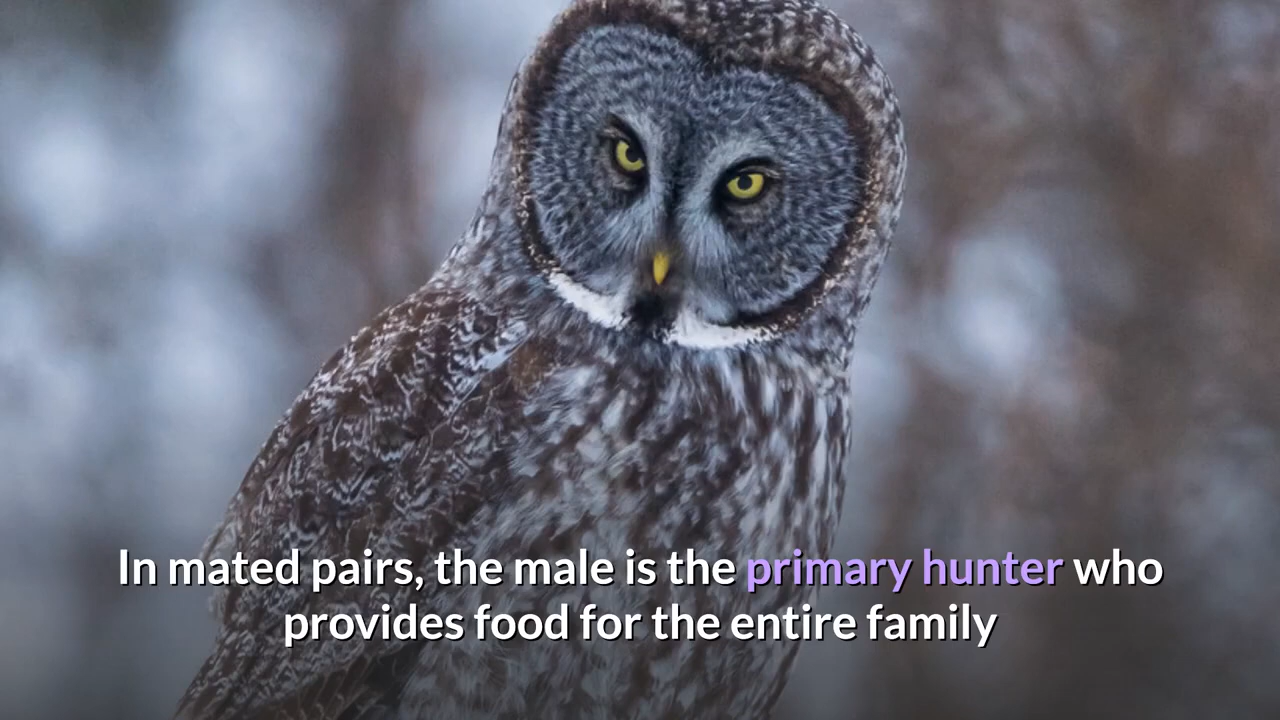 In mated pairs, the male is the primary hunter who
provides food for the entire family